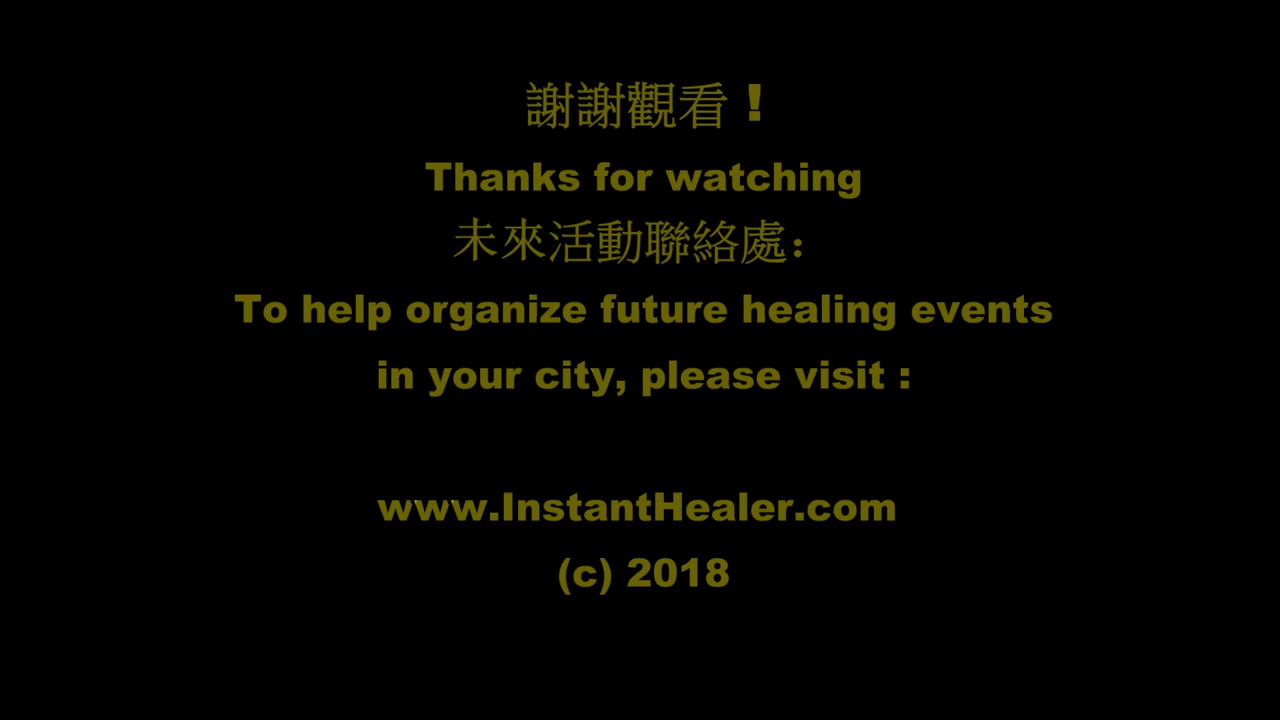 謝謝觀看！
Thanks for watching
未來活動聯絡處：
To help organize future healing events
in your city, please visit :
www.InstantHealer.com
(c) 2018